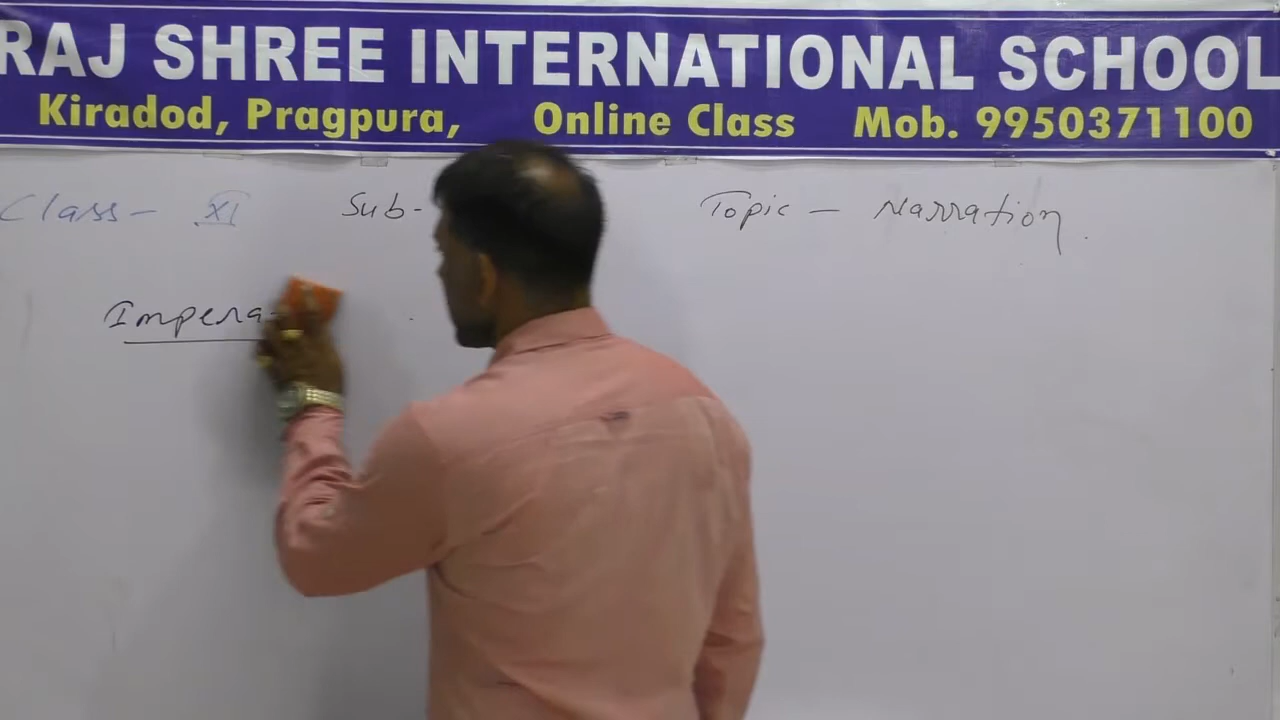 RAJ SHREE INTERNATIONAL SCHOOL
Kiradod, Pragpura, Online Class Mob. 9950371100
Class - XI Sub- Topic - Narration.
Impera